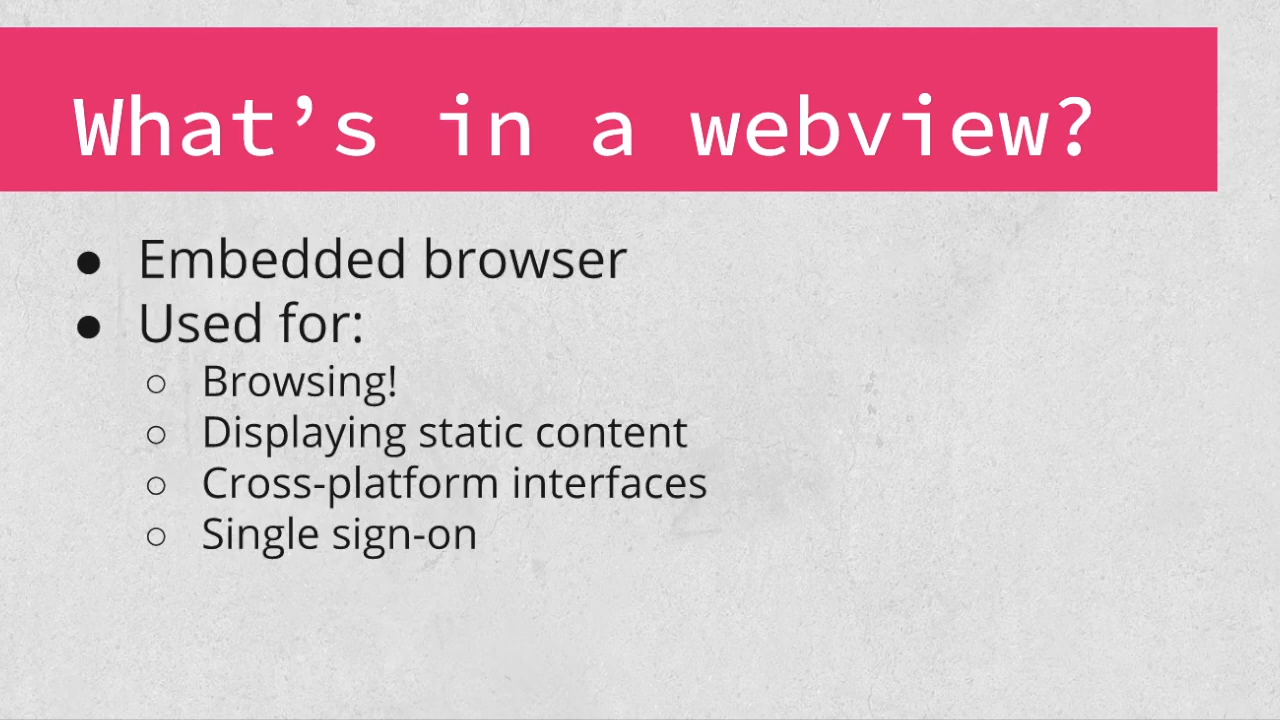 What’s in a webview?
● Embedded browser
● Used for:
○ Browsing!
○ Displaying static content
○ Cross-platform interfaces
○ Single sign-on